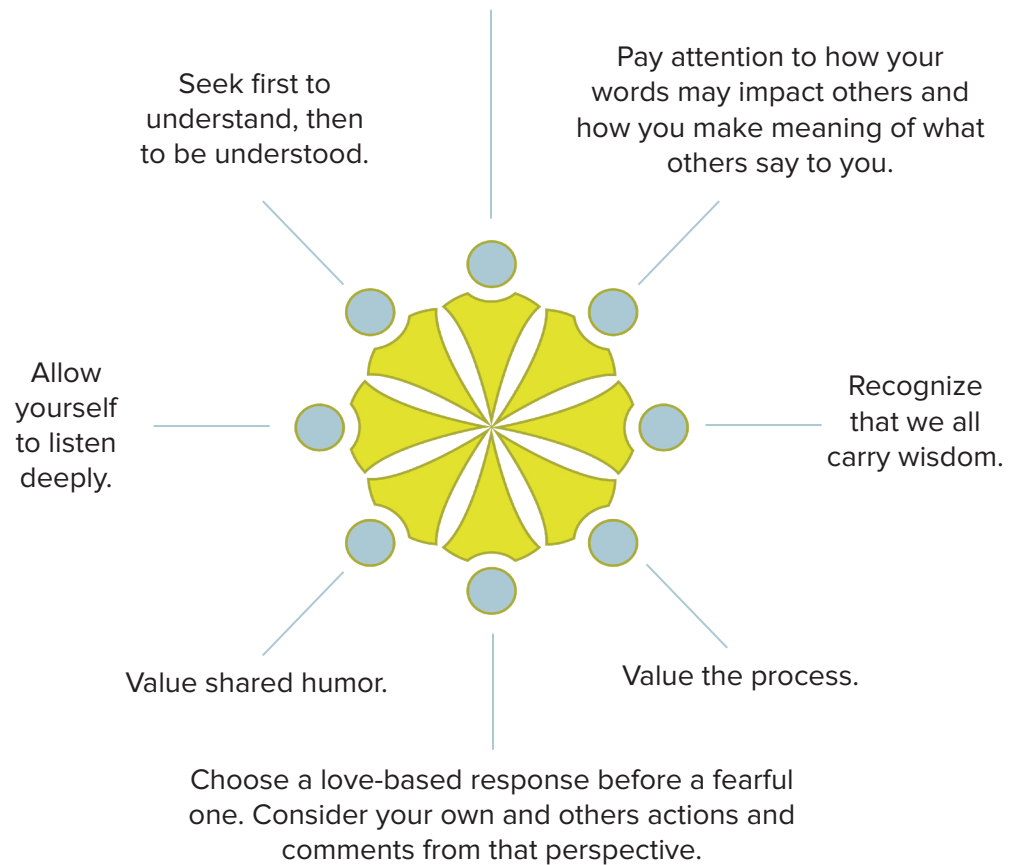 Seek first to
understand, then
to be understood.
Pay attention to how your
words may impact others and
how you make meaning of what
others say to you.
Allow
yourself
to listen
deeply.
Recognize
that we all
carry wisdom.
Value shared humor.
Value the process.
Choose a love-based response before a fearful
one. Consider your own and others actions and
comments from that perspective.